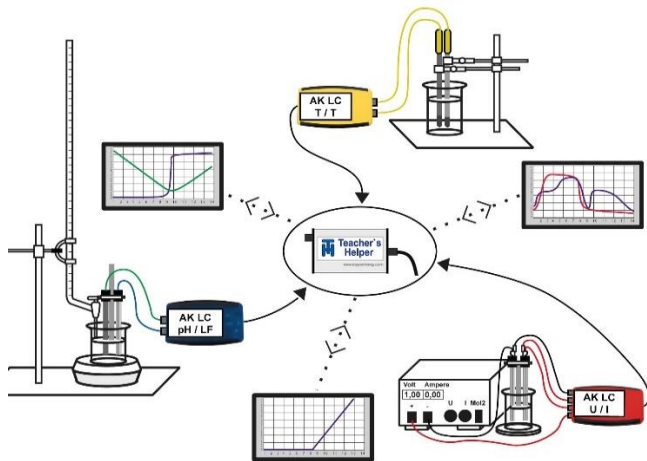 AK LC
T / T
Teacher's
Helper
AK LC
pH / LF
Volt Ampere
1,00 0,00
+ - U I Mol2
AK LC
U / I